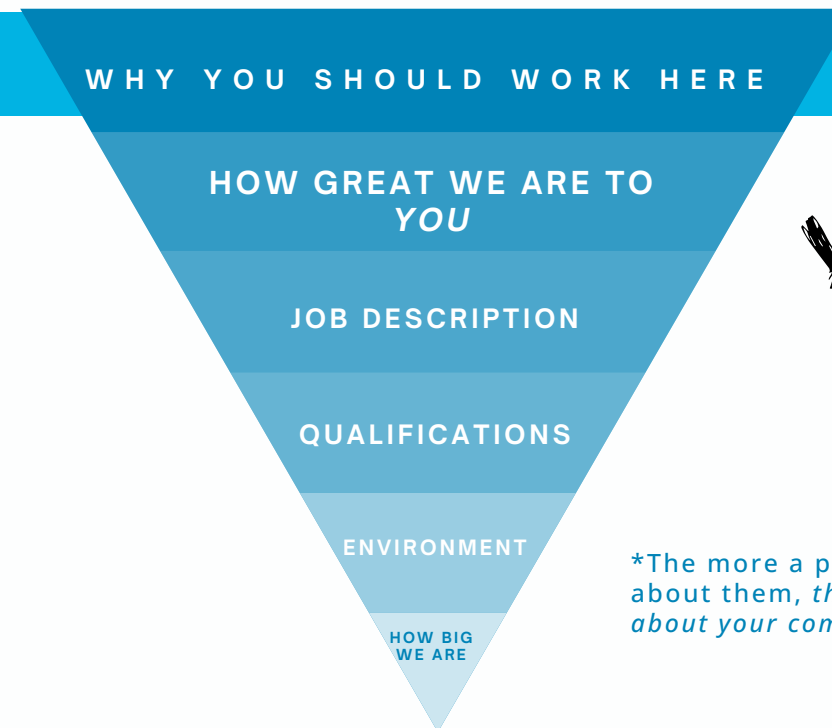 WHY YOU SHOULD WORK HERE
HOW GREAT WE ARE TO
YOU
JOB DESCRIPTION
QUALIFICATIONS
ENVIRONMENT
HOW BIG
WE ARE
*The more a p
about them,
about your com